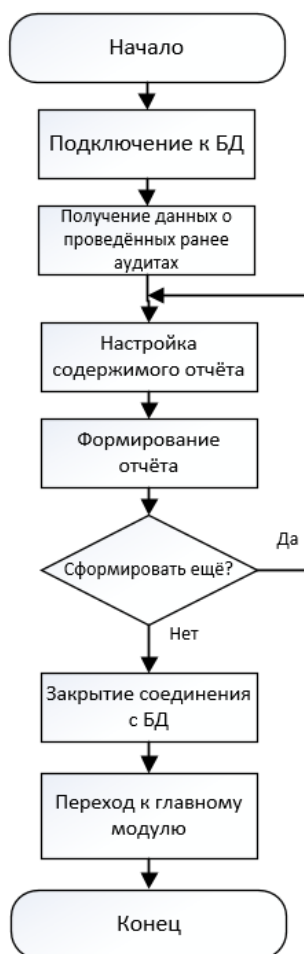 Начало
Подключение к БД
Получение данных о
проведённых ранее
аудитах
Настройка
содержимого отчёта
Формирование
отчёта
Сформировать ещё?
Да
Нет
Закрытие соединения
с БД
Переход к главному
модулю
Конец